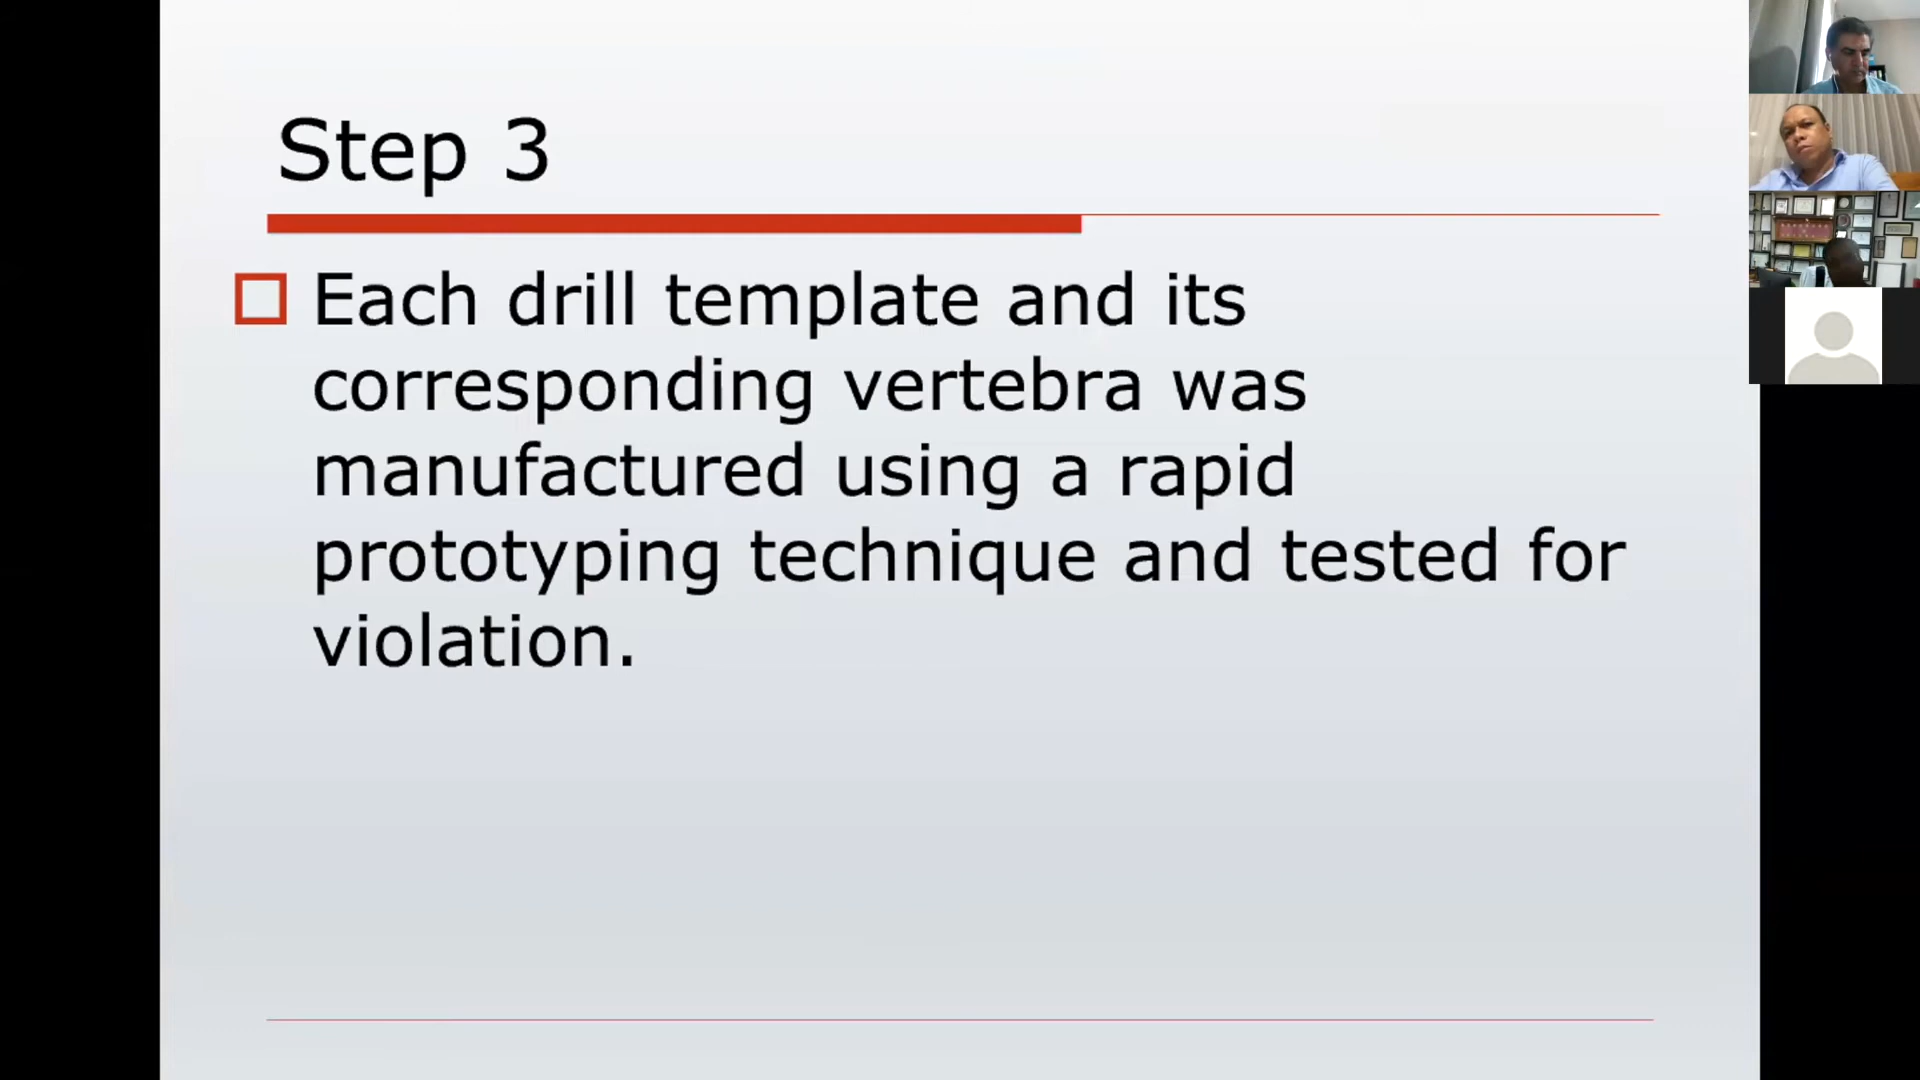 Step 3
Each drill template and its
corresponding vertebra was
manufactured using a rapid
prototyping technique and tested for
violation.